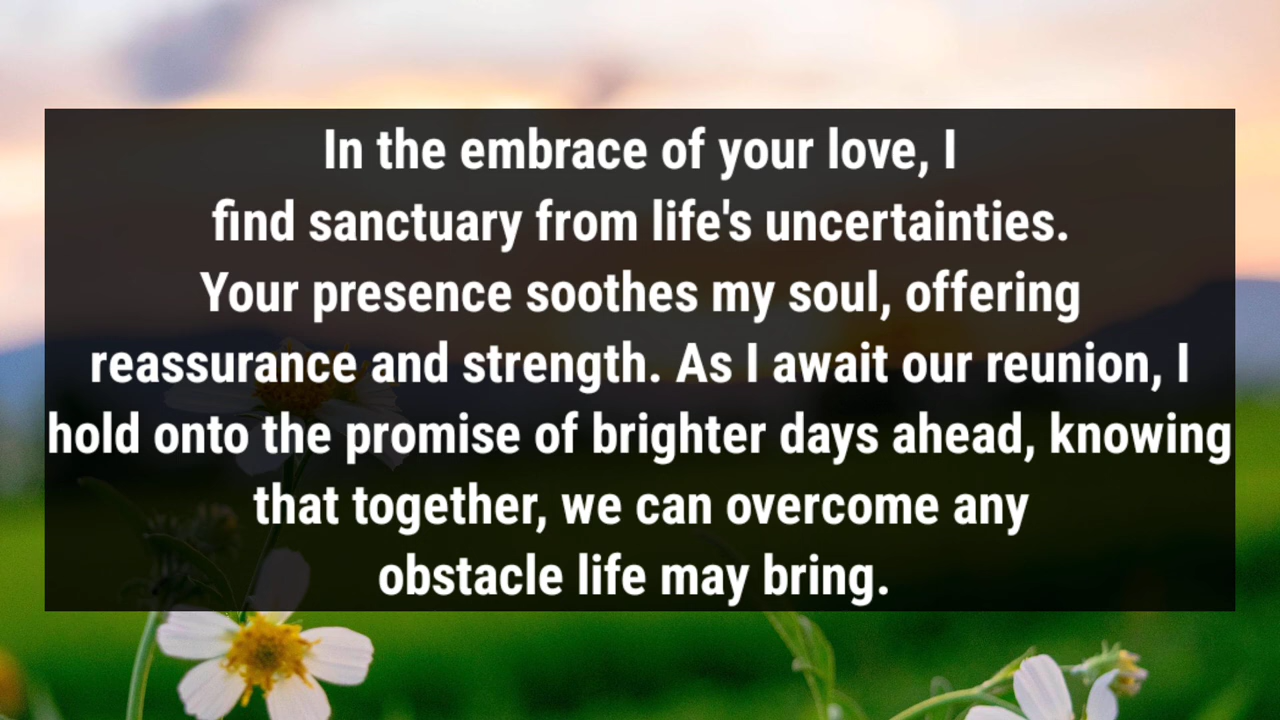 In the embrace of your love, I
find sanctuary from life's uncertainties.
Your presence soothes my soul, offering
reassurance and strength. As I await our reunion, I
hold onto the promise of brighter days ahead, knowing
that together, we can overcome any
obstacle life may bring.